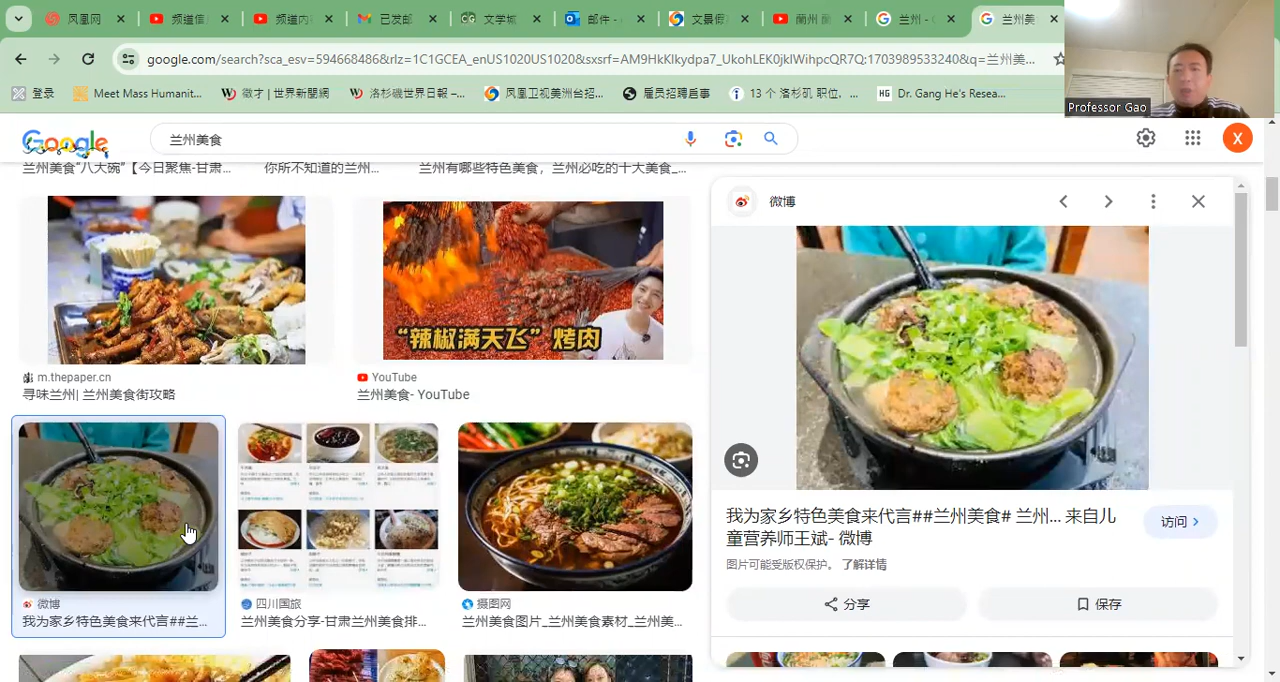 凤凰网
频道信
频道内
已发邮
文学城
邮件 -
文景假
蘭州 蘭
兰州 - G
兰州美
google.com/search?sca_esv=594668486&rlz=1C1GCEA_enUS1020US1020&sxsrf=AM9HkKlkydpa7_UkohLEK0jklWihpcQR7Q:1703989533240&q=兰州美...
登录
Meet Mass Humanit...
徵才 | 世界新聞網
洛杉磯世界日報 –...
凤凰卫视美洲台招...
雇员招聘启事
13 个 洛杉矶 职位，...
Dr. Gang He's Resea...
Professor Gao
Google
兰州美食
X
兰州美食“八大碗”【今日聚焦-甘肃...
你所不知道的兰州...
兰州有哪些特色美食，兰州必吃的十大美食_...
“辣椒满天飞”烤肉
m.thepaper.cn
寻味兰州| 兰州美食街攻略
YouTube
兰州美食- YouTube
微博
我为家乡特色美食来代言##兰...
四川国旅
兰州美食分享-甘肃兰州美食排...
摄图网
兰州美食图片_兰州美食素材_兰州美...
微博
我为家乡特色美食来代言##兰州美食# 兰州... 来自儿
童营养师王斌- 微博
访问
图片可能受版权保护。 了解详情
分享
保存